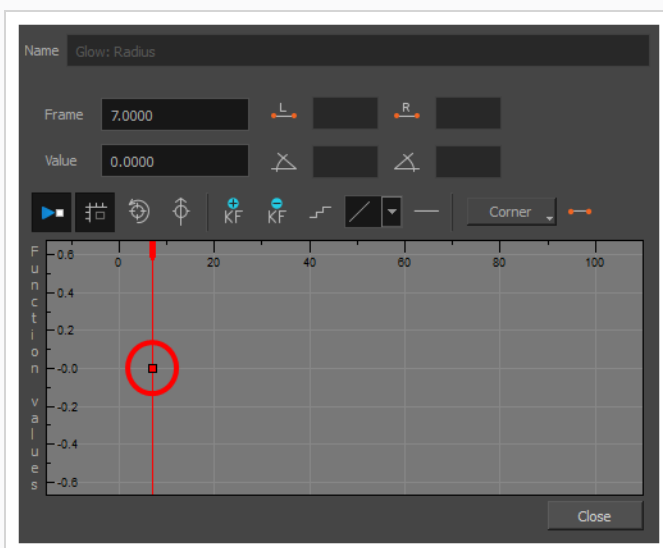 Name Glow: Radius
Frame 7.0000 L R
Value 0.0000
KF KF Corner
Function values
0 20 40 60 80 100
-0.6
-0.4
-0.2
-0.0
-0.2
-0.4
-0.6
Close